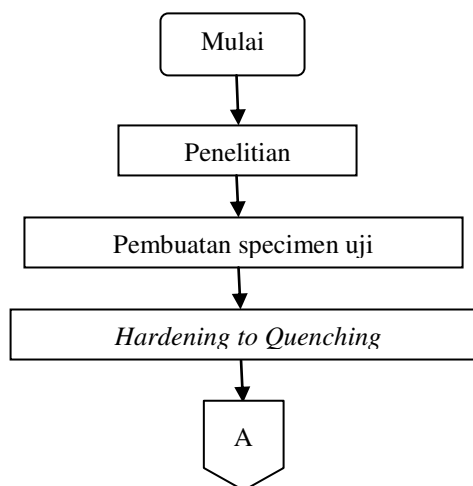 Mulai
Penelitian
Pembuatan specimen uji
Hardening to Quenching
A